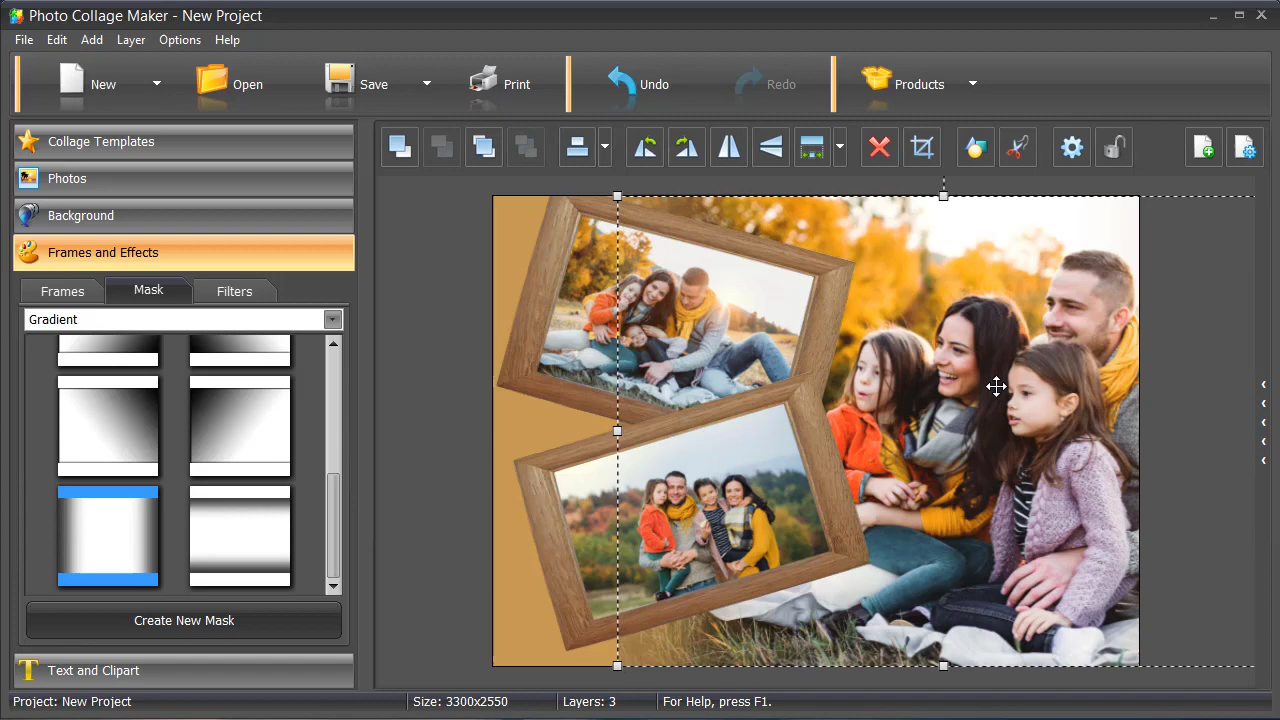 Photo Collage Maker - New Project
File Edit Add Layer Options Help
New Open Save Print Undo Redo Products
Collage Templates
Photos
Background
Frames and Effects
Frames Mask Filters
Gradient
Create New Mask
Text and Clipart
Project: New Project Size: 3300x2550 Layers: 3 For Help, press F1.